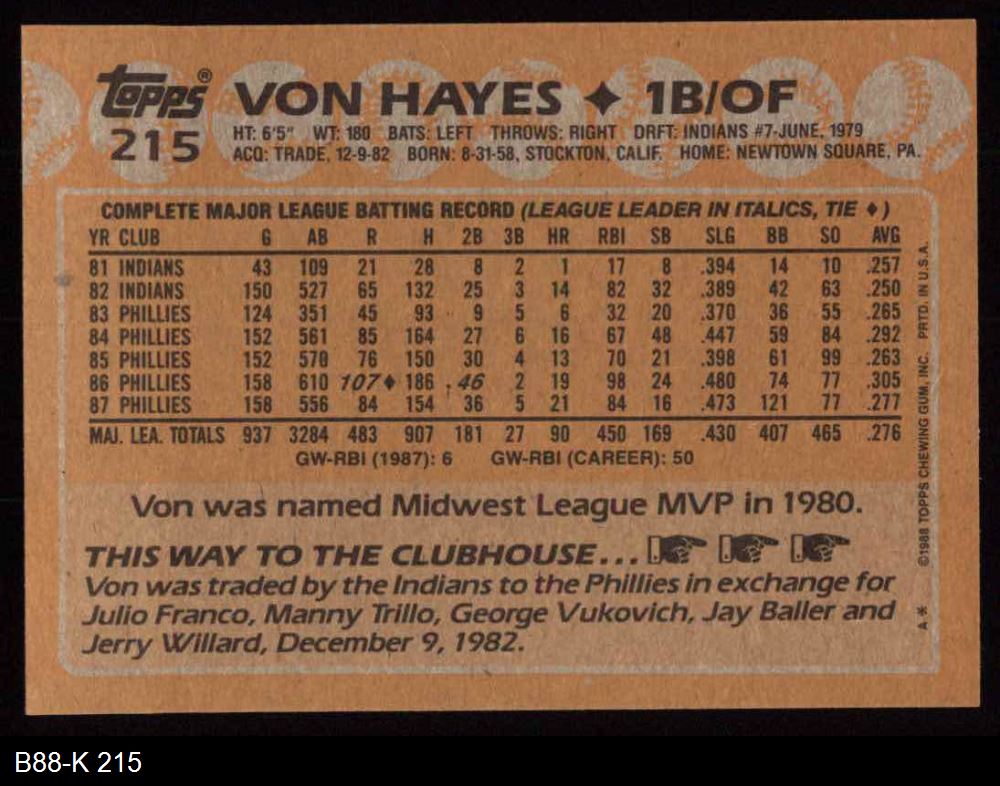 Topps® VON HAYES ✦ 1B/OF
215 HT: 6'5" WT: 180 BATS: LEFT THROWS: RIGHT DRFT: INDIANS #7-JUNE, 1979
ACQ: TRADE, 12-9-82 BORN: 8-31-58, STOCKTON, CALIF. HOME: NEWTOWN SQUARE, PA.
COMPLETE MAJOR LEAGUE BATTING RECORD (LEAGUE LEADER IN ITALICS, TIE ♦)
YR CLUB G AB R H 2B 3B HR RBI SB SLG BB SO AVG
81 INDIANS 43 109 21 28 8 2 1 17 8 .394 14 10 .257
82 INDIANS 150 527 65 132 25 3 14 82 32 .389 42 63 .250
83 PHILLIES 124 351 45 93 9 5 6 32 20 .370 36 55 .265
84 PHILLIES 152 561 85 164 27 6 16 67 48 .447 59 84 .292
85 PHILLIES 152 570 76 150 30 4 13 70 21 .398 61 99 .263
86 PHILLIES 158 610 107♦ 186 46 2 19 98 24 .480 74 77 .305
87 PHILLIES 158 556 84 154 36 5 21 84 16 .473 121 77 .277
MAJ. LEA. TOTALS 937 3284 483 907 181 27 90 450 169 .430 407 465 .276
GW-RBI (1987): 6 GW-RBI (CAREER): 50
Von was named Midwest League MVP in 1980.
THIS WAY TO THE CLUBHOUSE...
Von was traded by the Indians to the Phillies in exchange for
Julio Franco, Manny Trillo, George Vukovich, Jay Baller and
Jerry Willard, December 9, 1982.
A* ©1988 TOPPS CHEWING GUM, INC. PRTD. IN U.S.A.
B88-K 215